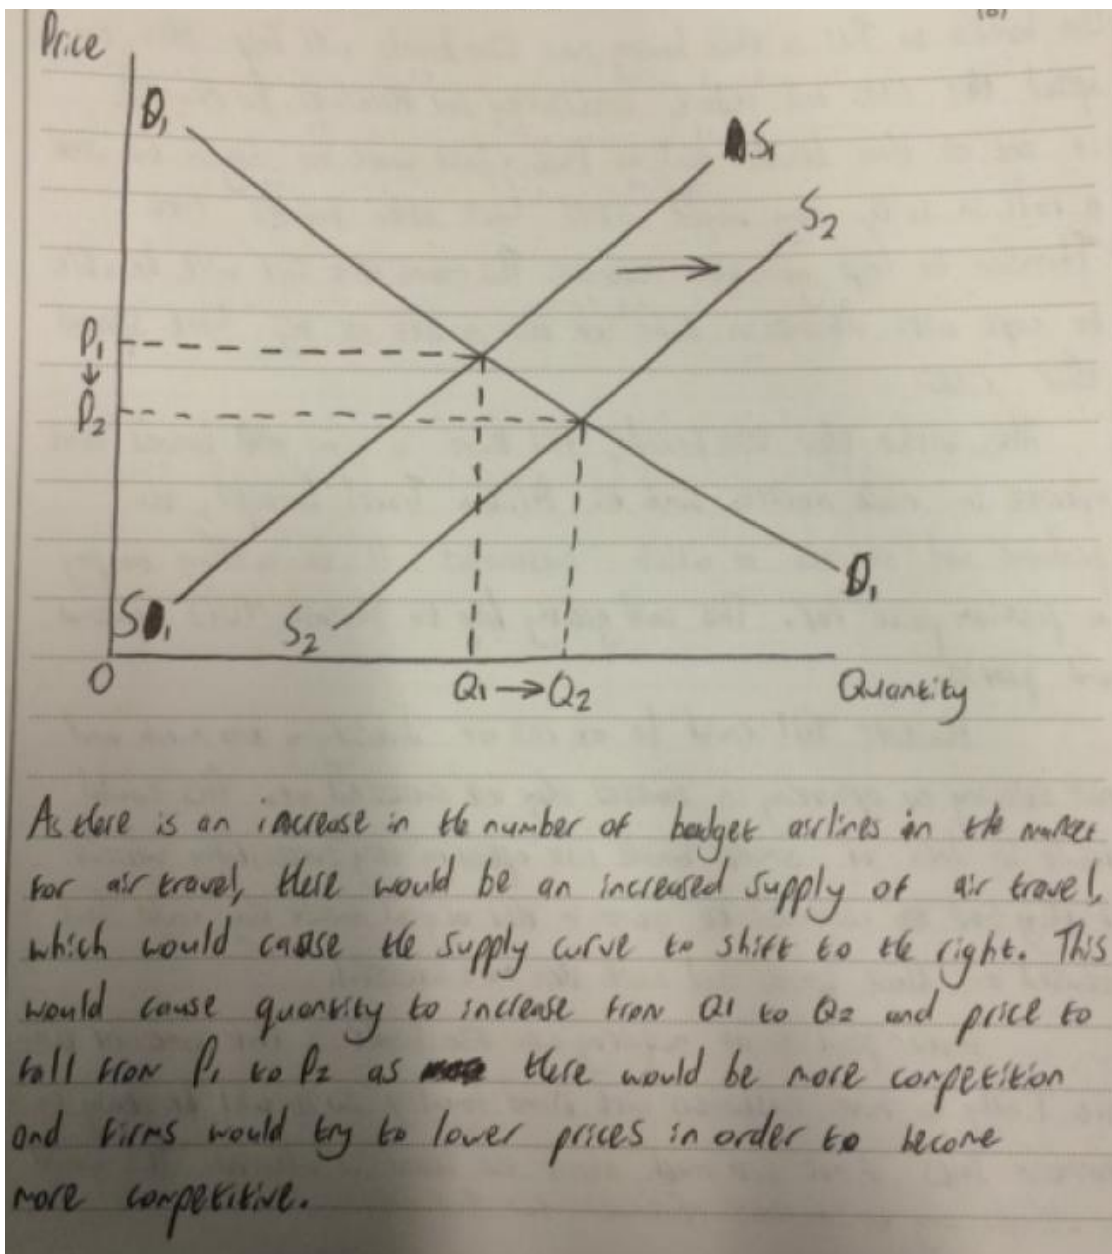 (6)
Price
D1
S1
S2
P1
↓
P2
D1
S1
S2
O
Q1 → Q2
Quantity
As there is an increase in the number of budget airlines in the market
for air travel, there would be an increased supply of air travel,
which would cause the supply curve to shift to the right. This
would cause quantity to increase from Q1 to Q2 and price to
fall from P1 to P2 as there would be more competition
and firms would try to lower prices in order to become
more competitive.